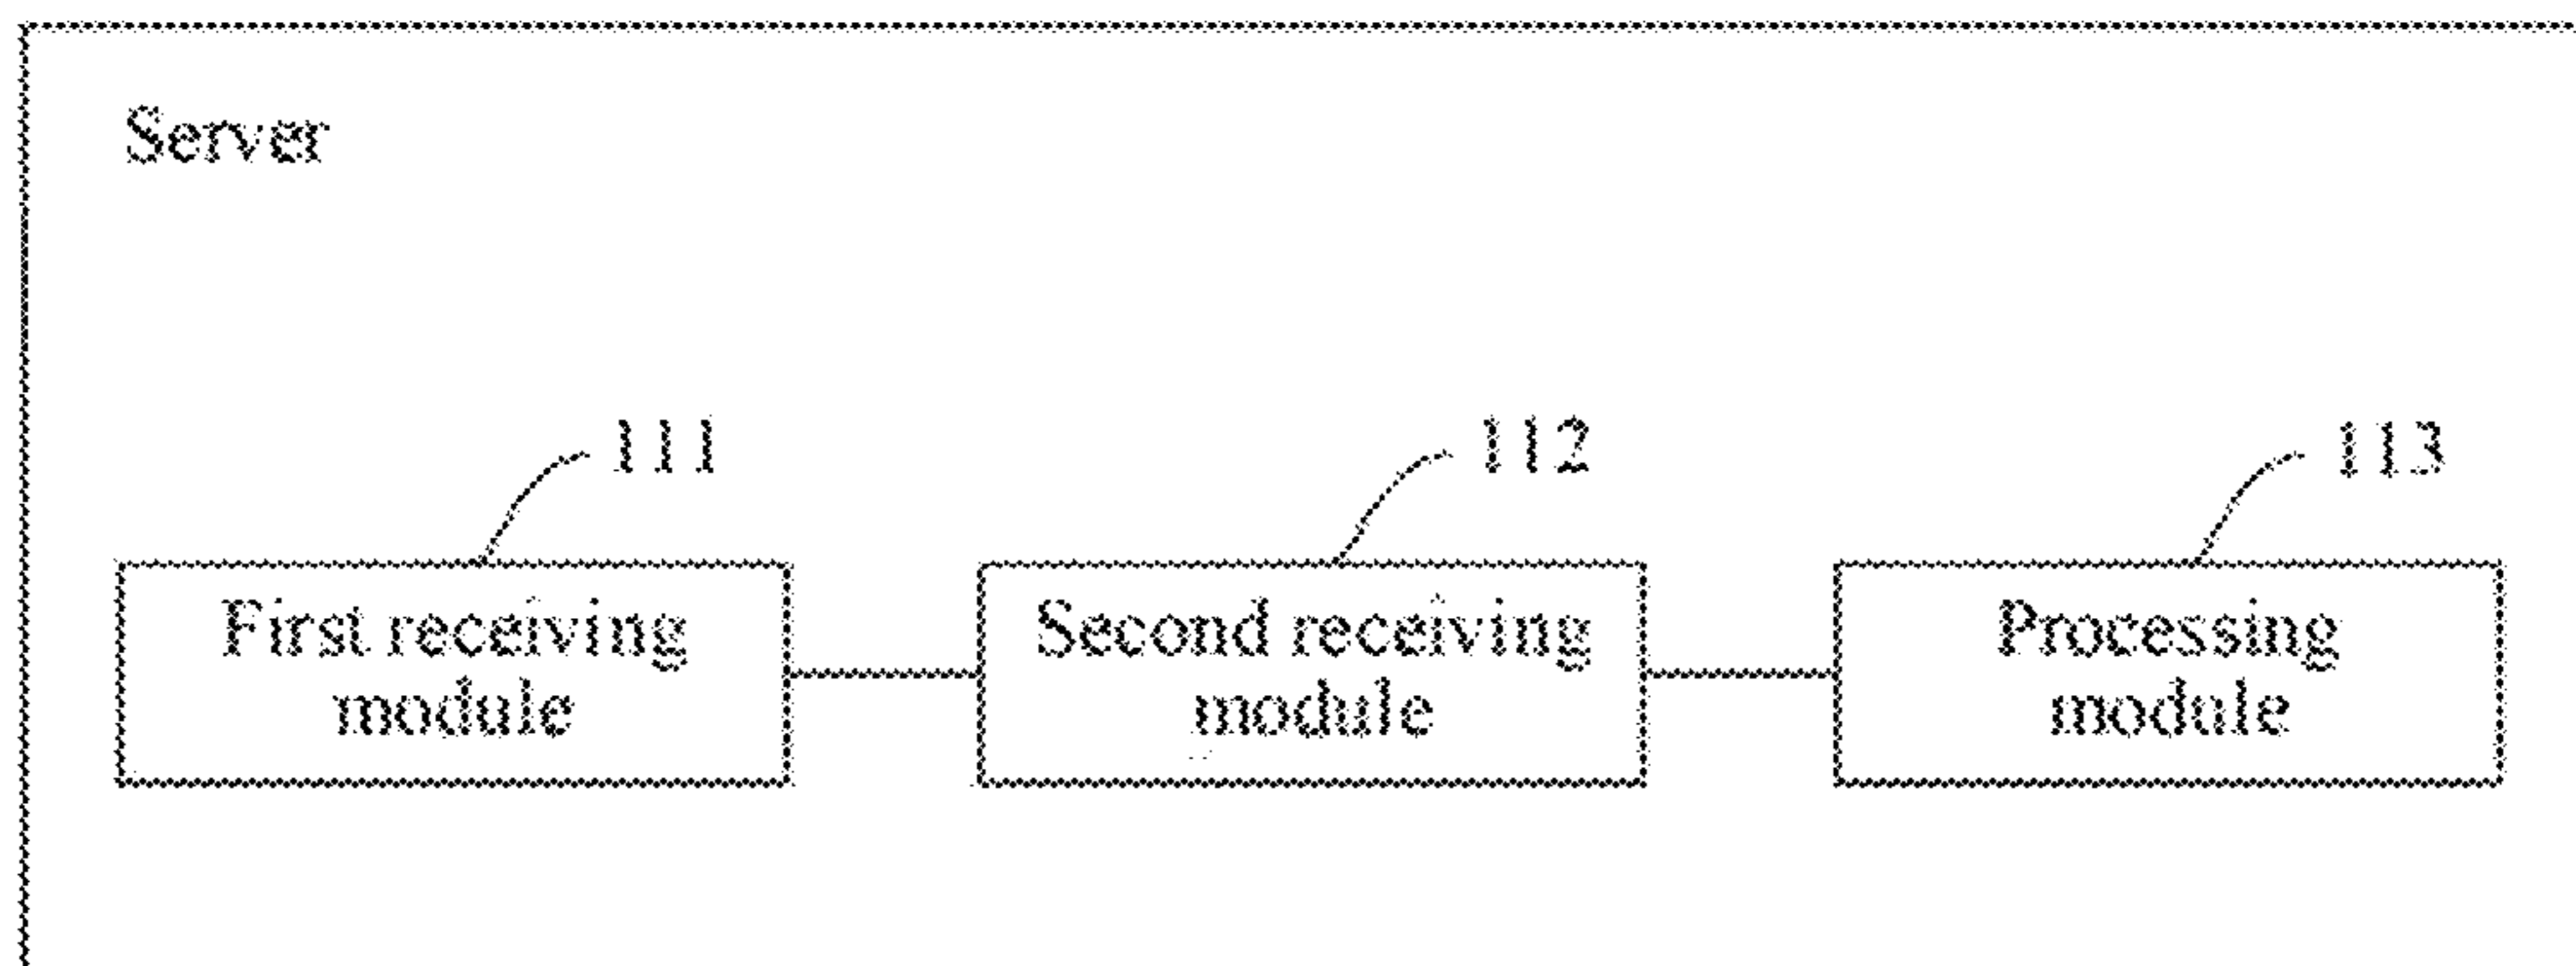 Server
111
112
113
First receiving
module
Second receiving
module
Processing
module